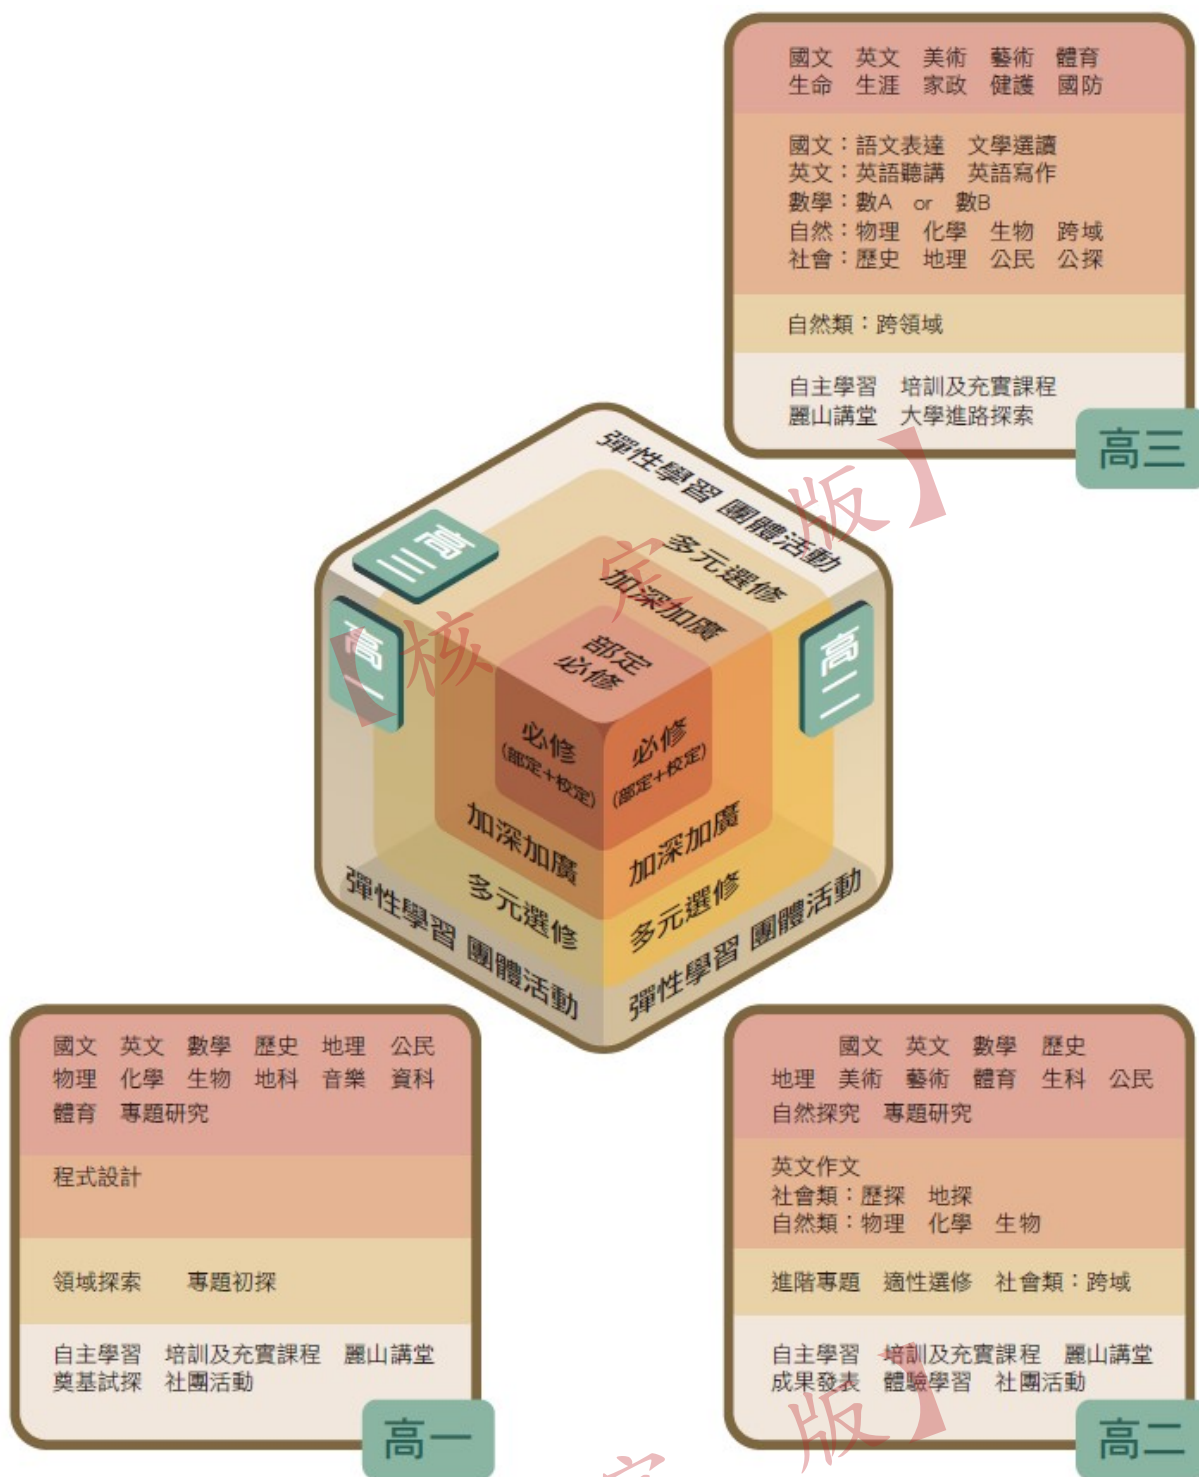 國文 英文 美術 藝術 體育
生命 生涯 家政 健護 國防
國文：語文表達 文學選讀
英文：英語聽講 英語寫作
數學：數A or 數B
自然：物理 化學 生物 跨域
社會：歷史 地理 公民 公探
自然類：跨領域
自主學習 培訓及充實課程
麗山講堂 大學進路探索
高三
彈性學習 團體活動
多元選修
加深加廣
部定
必修
高三
高一
高二
必修
(部定+校定)
加深加廣
多元選修
彈性學習 團體活動
必修
(部定+校定)
加深加廣
多元選修
彈性學習 團體活動
【核定版】
國文 英文 數學 歷史 地理 公民
物理 化學 生物 地科 音樂 資科
體育 專題研究
程式設計
領域探索 專題初探
自主學習 培訓及充實課程 麗山講堂
奠基試探 社團活動
高一
國文 英文 數學 歷史
地理 美術 藝術 體育 生科 公民
自然探究 專題研究
英文作文
社會類：歷探 地探
自然類：物理 化學 生物
進階專題 適性選修 社會類：跨域
自主學習 培訓及充實課程 麗山講堂
成果發表 體驗學習 社團活動
高二
版】